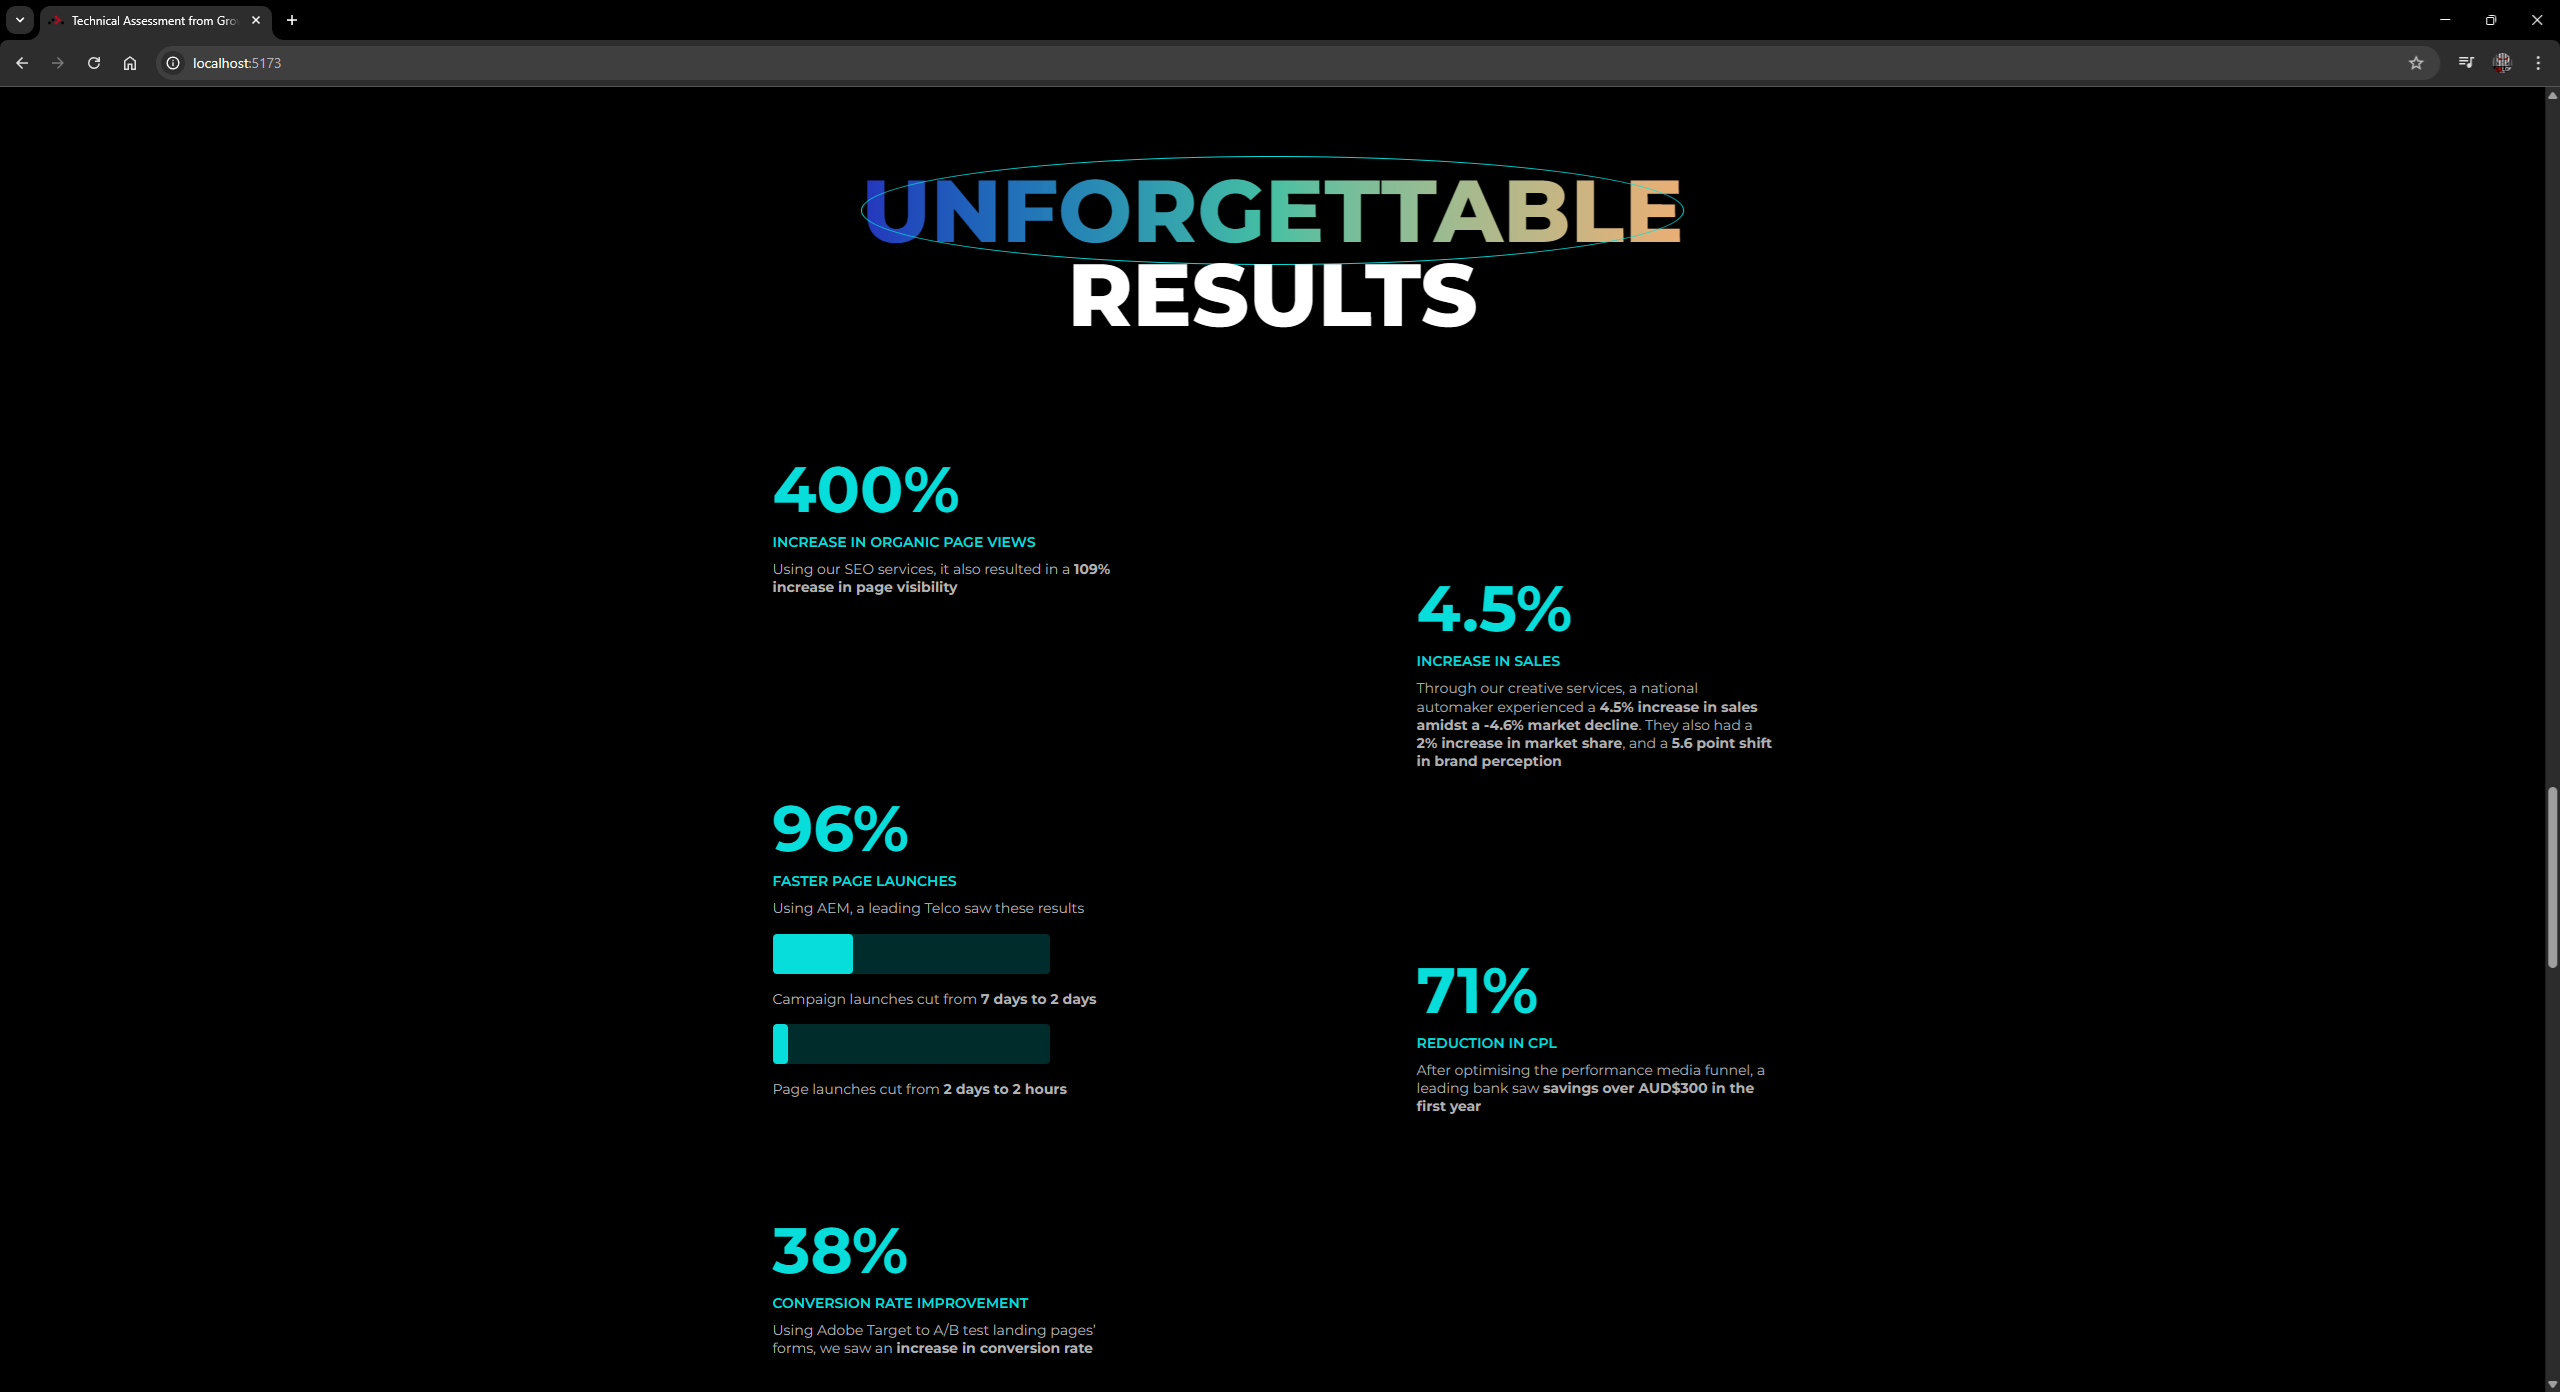 Technical Assessment from Gro
localhost:5173
UNFORGETTABLE
RESULTS
400%
INCREASE IN ORGANIC PAGE VIEWS
Using our SEO services, it also resulted in a 109%
increase in page visibility
4.5%
INCREASE IN SALES
Through our creative services, a national
automaker experienced a 4.5% increase in sales
amidst a -4.6% market decline. They also had a
2% increase in market share, and a 5.6 point shift
in brand perception
96%
FASTER PAGE LAUNCHES
Using AEM, a leading Telco saw these results
Campaign launches cut from 7 days to 2 days
Page launches cut from 2 days to 2 hours
71%
REDUCTION IN CPL
After optimising the performance media funnel, a
leading bank saw savings over AUD$300 in the
first year
38%
CONVERSION RATE IMPROVEMENT
Using Adobe Target to A/B test landing pages’
forms, we saw an increase in conversion rate